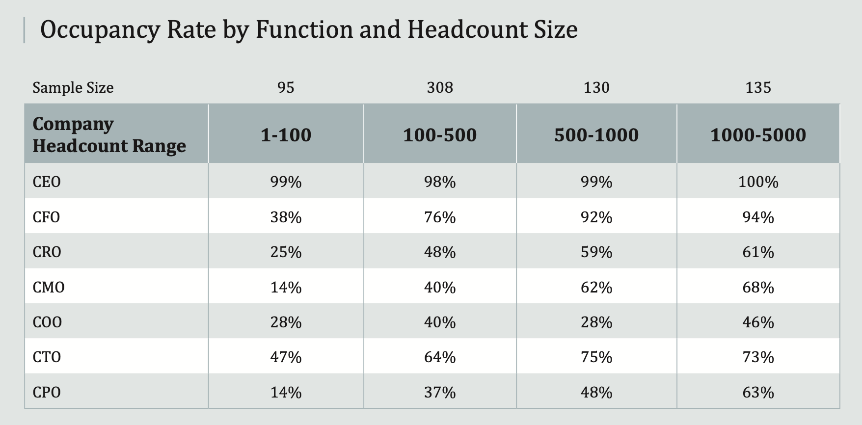 Occupancy Rate by Function and Headcount Size
Sample Size 95 308 130 135
Company Headcount Range 1-100 100-500 500-1000 1000-5000
CEO 99% 98% 99% 100%
CFO 38% 76% 92% 94%
CRO 25% 48% 59% 61%
CMO 14% 40% 62% 68%
COO 28% 40% 28% 46%
CTO 47% 64% 75% 73%
CPO 14% 37% 48% 63%